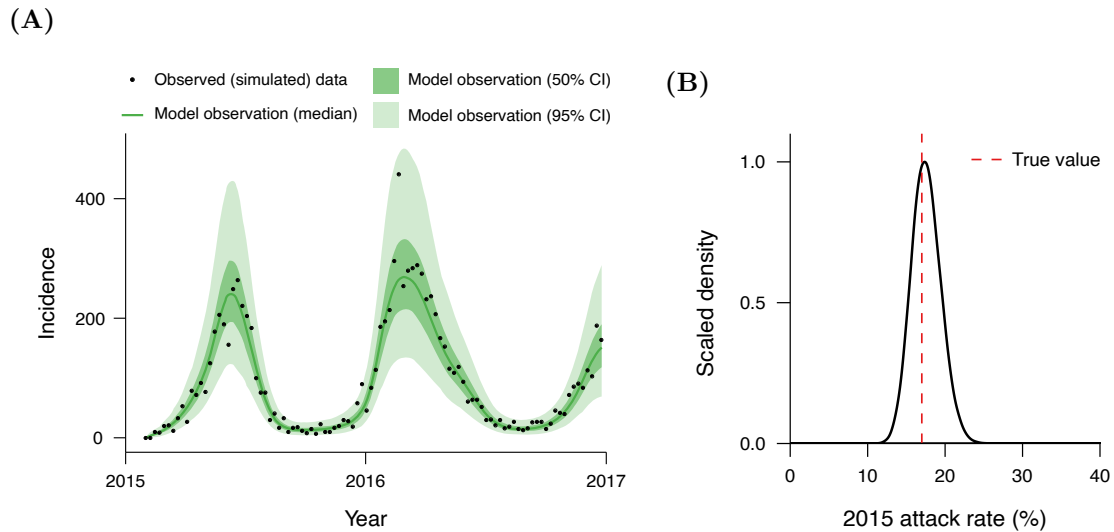 (A)
Observed (simulated) data
Model observation (50% CI)
Model observation (median)
Model observation (95% CI)
Incidence
400
200
0
2015
2016
2017
Year
(B)
True value
Scaled density
1.0
0.5
0.0
0
10
20
30
40
2015 attack rate (%)